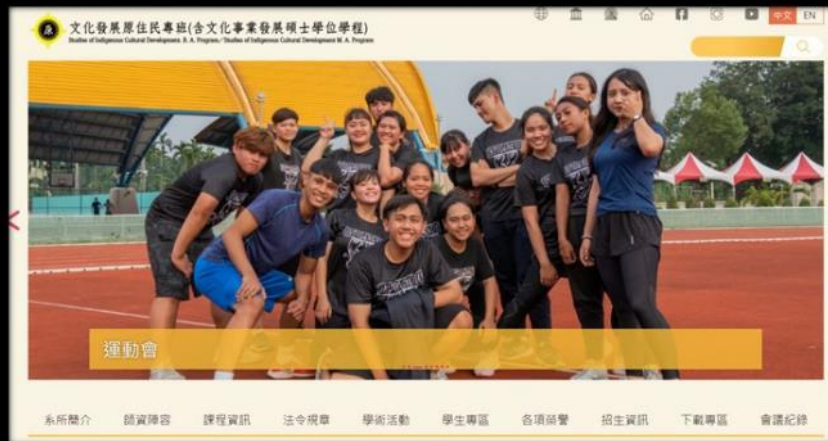 中文 EN
文化發展原住民專班(含文化事業發展碩士學位學程)
Studies of Indigenous Cultural Development B. A. Program/Studies of Indigenous Cultural Development M. A. Program
運動會
系所簡介 師資陣容 課程資訊 法令規章 學術活動 學生專區 各項榮譽 招生資訊 下載專區 會議紀錄